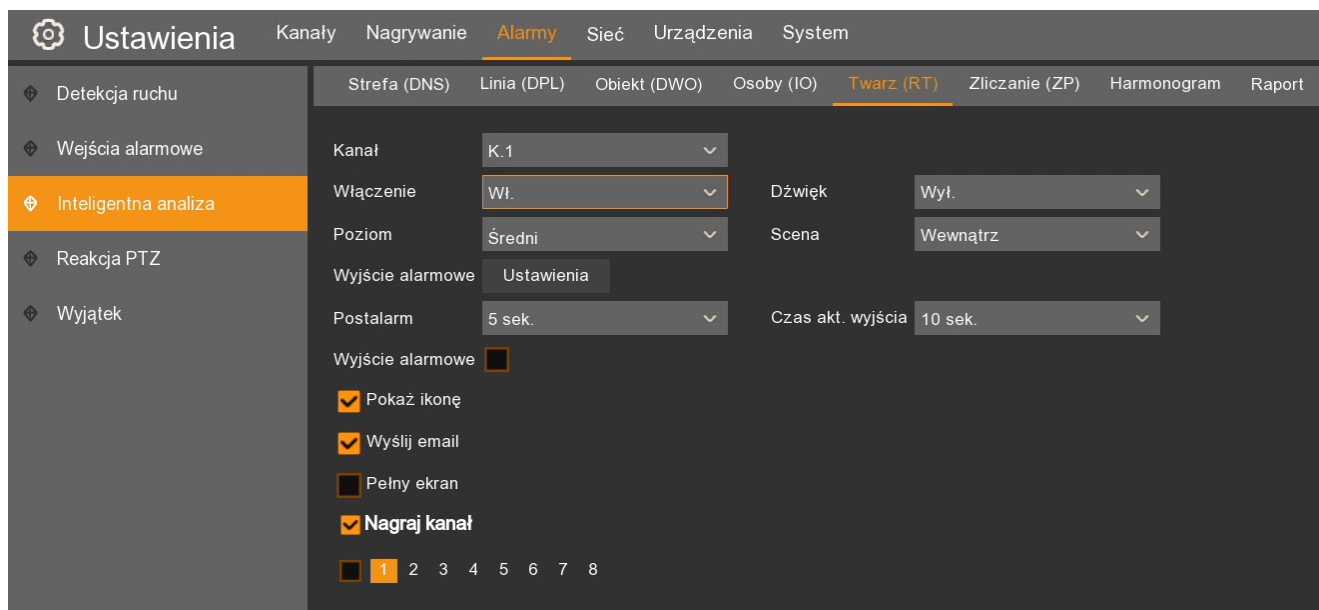 Ustawienia Kanały Nagrywanie Alarmy Sieć Urządzenia System
Strefa (DNS) Linia (DPL) Obiekt (DWO) Osoby (IO) Twarz (RT) Zliczanie (ZP) Harmonogram Raport
Detekcja ruchu
Wejścia alarmowe
Inteligentna analiza
Reakcja PTZ
Wyjątek
Kanał K.1
Włączenie Wł. Dźwięk Wył.
Poziom Średni Scena Wewnątrz
Wyjście alarmowe Ustawienia
Postalarm 5 sek. Czas akt. wyjścia 10 sek.
Wyjście alarmowe
Pokaż ikonę
Wyślij email
Pełny ekran
Nagraj kanał
1 2 3 4 5 6 7 8